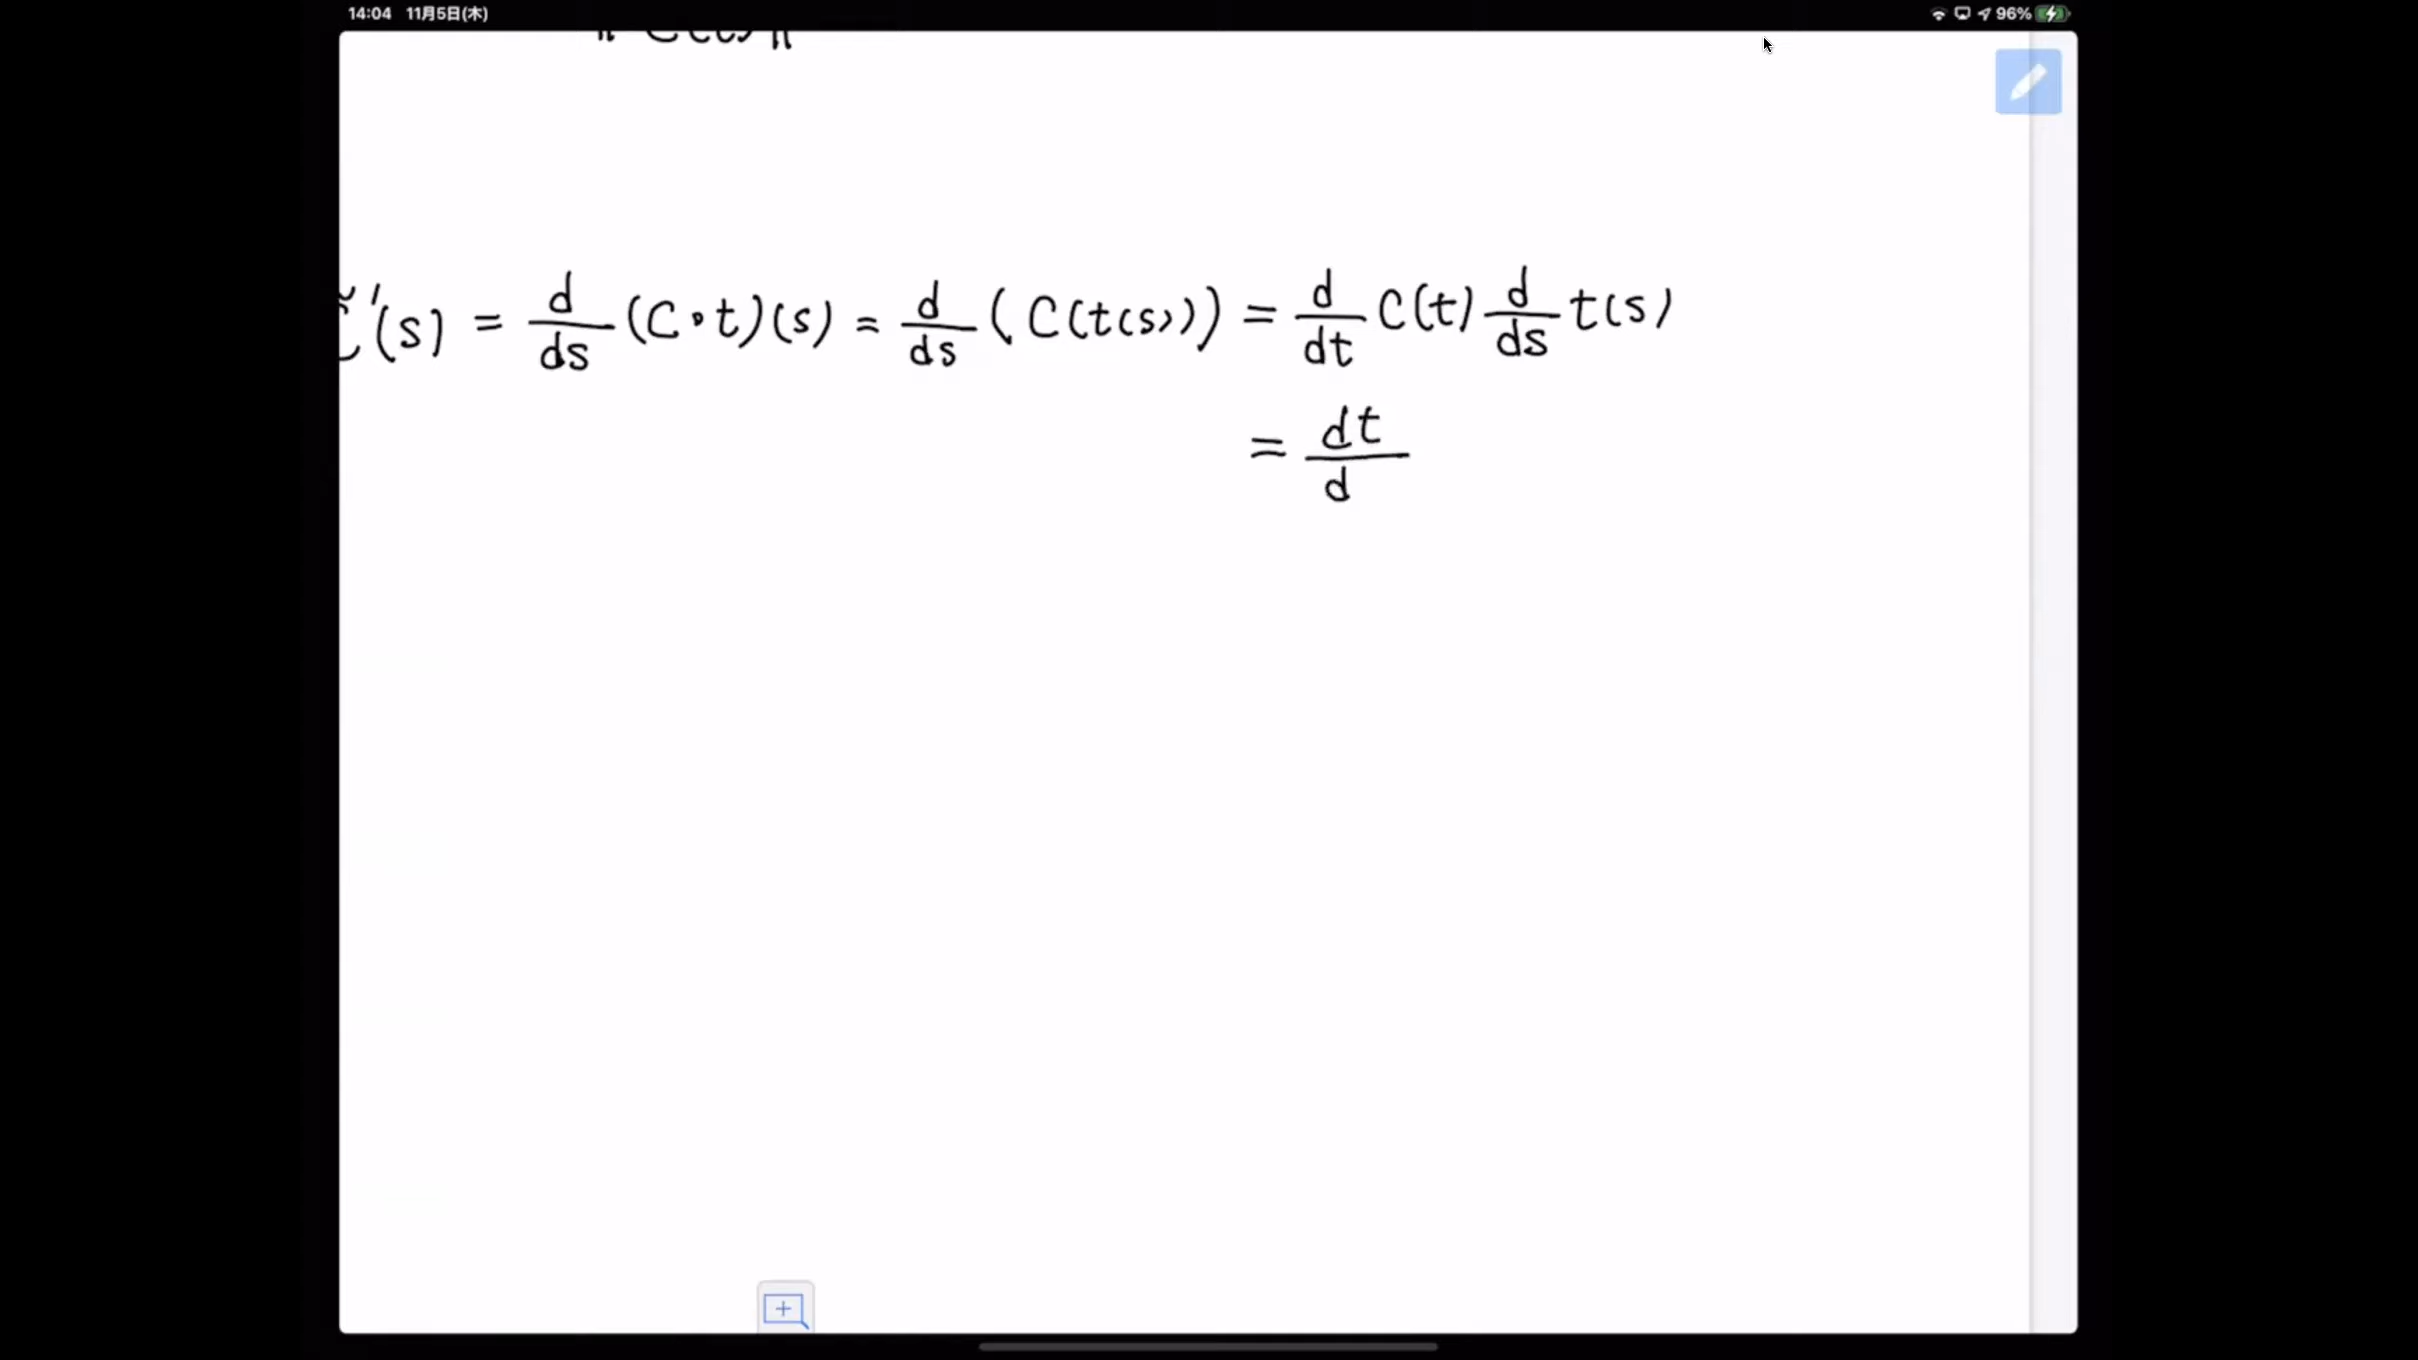 14:04 11月5日(木) 96%
C̃'(s) = d/ds (C∘t)(s) = d/ds (C(t(s))) = d/dt C(t) d/ds t(s)
= dt/d